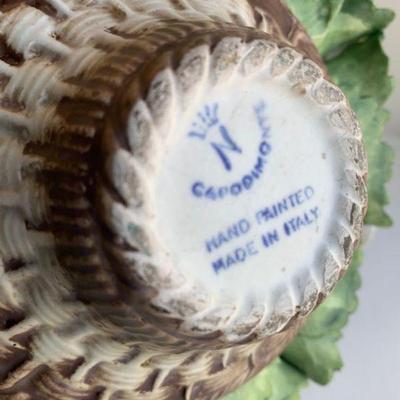 N
CAPODIMONTE
HAND PAINTED
MADE IN ITALY